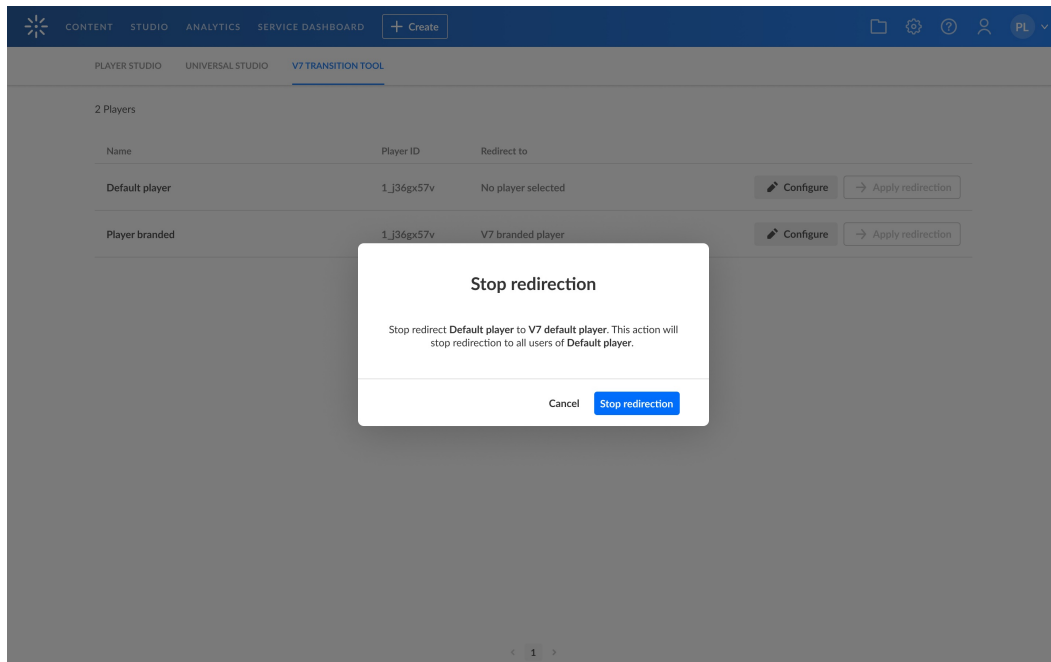 CONTENT STUDIO ANALYTICS SERVICE DASHBOARD + Create PL
PLAYER STUDIO UNIVERSAL STUDIO V7 TRANSITION TOOL
2 Players
Name Player ID Redirect to
Default player 1_j36gx57v No player selected Configure → Apply redirection
Player branded 1_j36gx57v V7 branded player Configure → Apply redirection
Stop redirection
Stop redirect Default player to V7 default player. This action will
stop redirection to all users of Default player.
Cancel Stop redirection
< 1 >